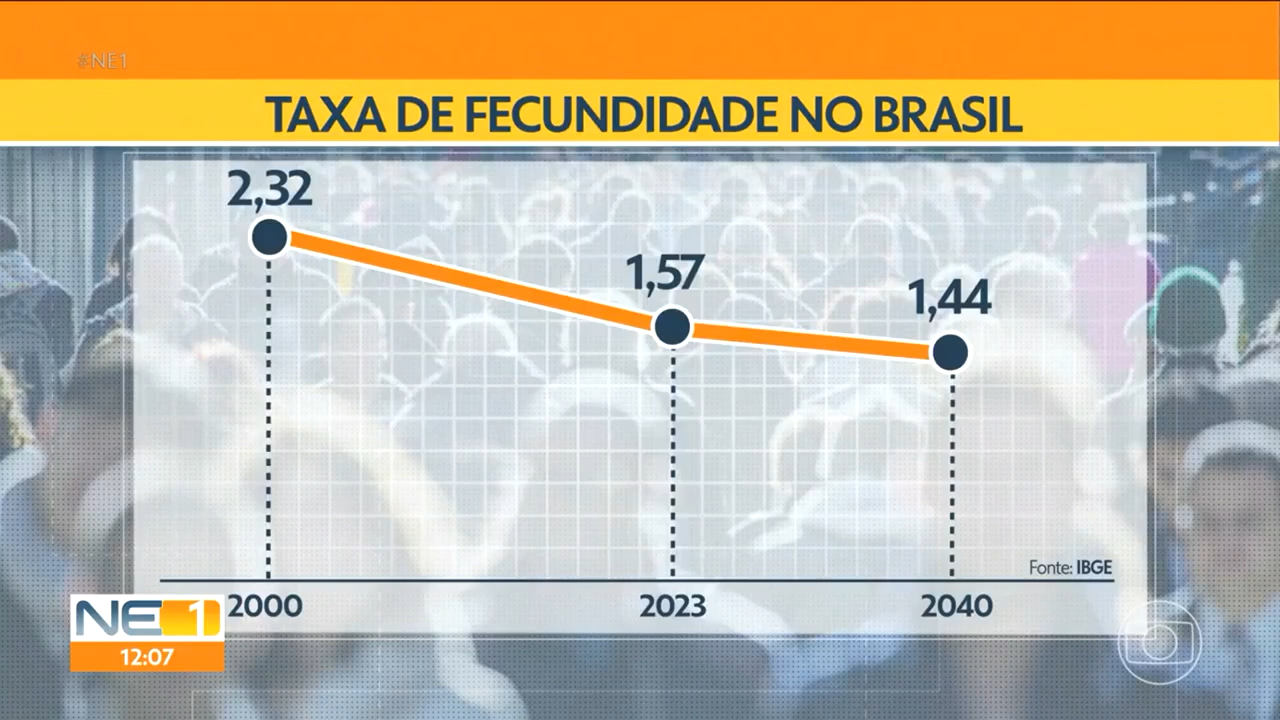 #NE1
TAXA DE FECUNDIDADE NO BRASIL
2,32
1,57
1,44
Fonte: IBGE
2000
2023
2040
NE1
12:07